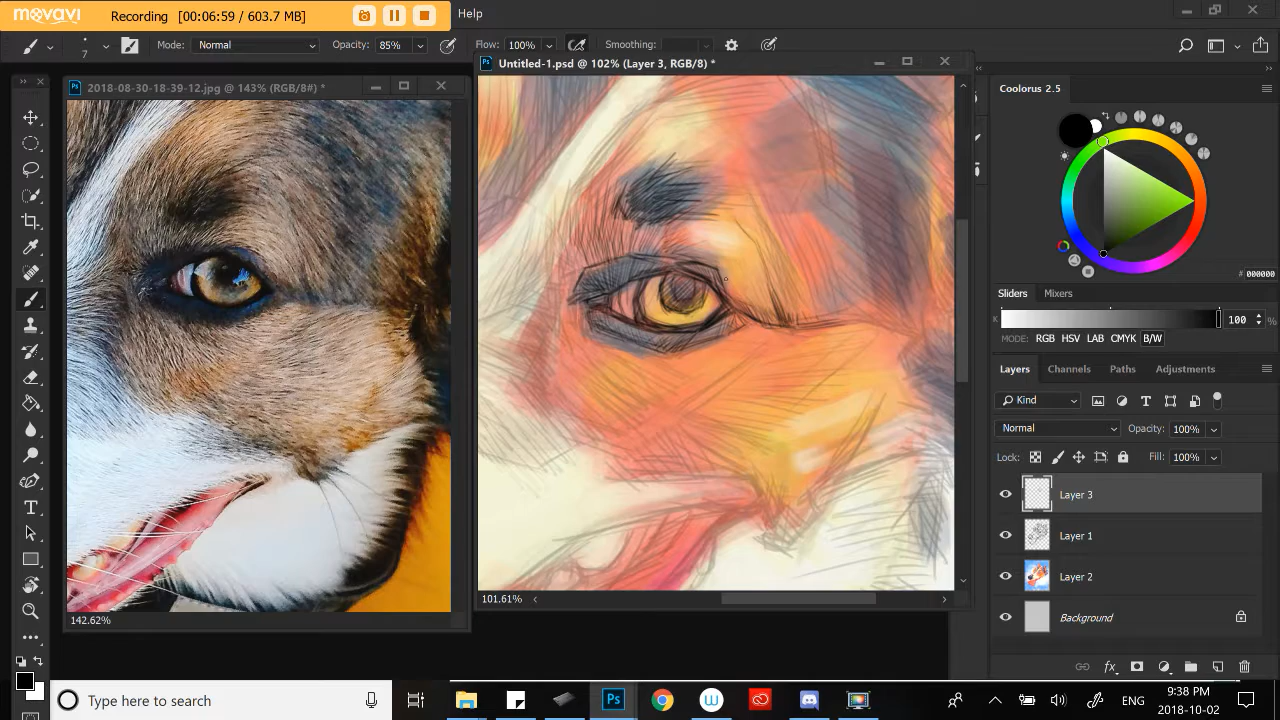 movavi
Recording [00:06:59 / 603.7 MB]
Help
7
Mode: Normal
Opacity: 85%
Flow: 100%
Smoothing:
2018-08-30-18-39-12.jpg @ 143% (RGB/8#) *
Untitled-1.psd @ 102% (Layer 3, RGB/8) *
Coolorus 2.5
# 000000
Sliders
Mixers
K
100
%
MODE: RGB HSV LAB CMYK B/W
Layers
Channels
Paths
Adjustments
Kind
Normal
Opacity: 100%
Lock:
Fill: 100%
Layer 3
Layer 1
Layer 2
Background
142.62%
101.61%
Type here to search
ENG
9:38 PM
2018-10-02